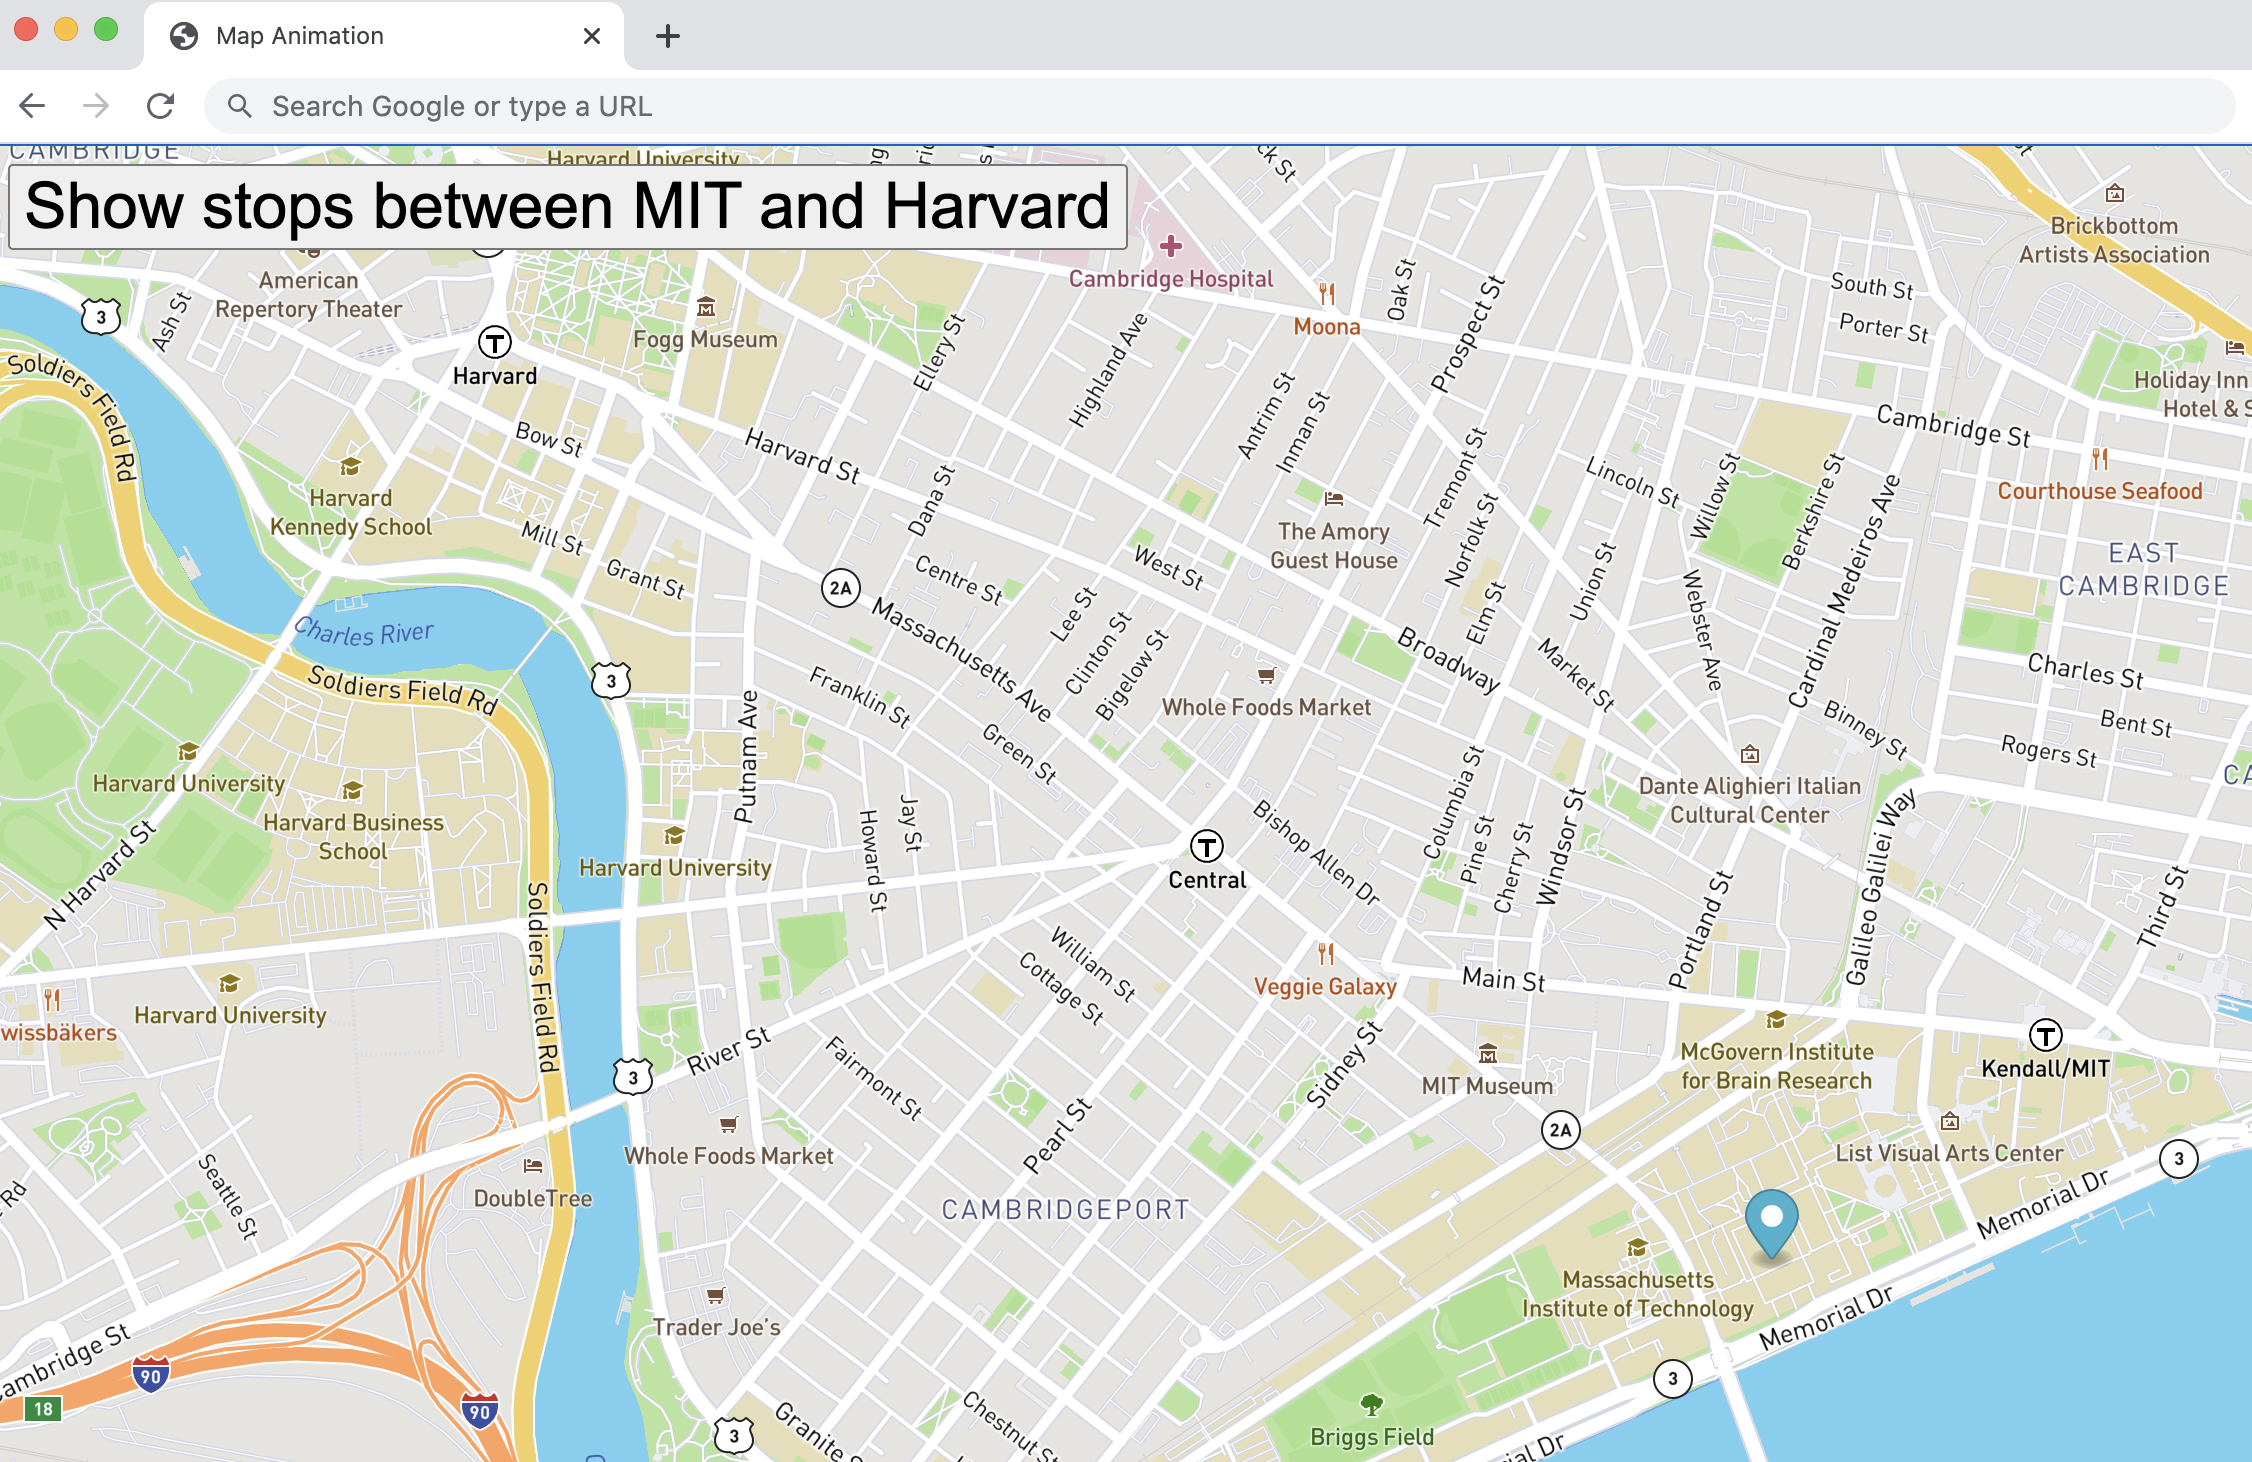 Map Animation
Search Google or type a URL
CAMBRIDGE
Harvard University
Show stops between MIT and Harvard
Cambridge Hospital
Brickbottom
Artists Association
American
Repertory Theater
3
Ash St
Fogg Museum
Harvard
Ellery St
Highland Ave
Moona
Oak St
Prospect St
South St
Porter St
Holiday Inn
Hotel & S
Soldiers Field Rd
Bow St
Harvard St
Antrim St
Inman St
Cambridge St
Courthouse Seafood
Harvard
Kennedy School
Dana St
Tremont St
Norfolk St
Lincoln St
Willow St
Berkshire St
Cardinal Medeiros Ave
The Amory
Guest House
Mill St
Grant St
Centre St
West St
Union St
EAST
CAMBRIDGE
2A
Massachusetts Ave
Lee St
Clinton St
Bigelow St
Elm St
Webster Ave
Charles River
Soldiers Field Rd
3
Broadway
Market St
Charles St
Bent St
Rogers St
Binney St
Franklin St
Green St
Whole Foods Market
Putnam Ave
Harvard University
Harvard Business
School
Harvard University
Dante Alighieri Italian
Cultural Center
CA
N Harvard St
Howard St
Jay St
Central
Bishop Allen Dr
Columbia St
Pine St
Cherry St
Windsor St
Portland St
Galileo Galilei Way
Third St
Soldiers Field Rd
William St
Cottage St
Veggie Galaxy
Main St
Harvard University
wissbäkers
River St
3
Fairmont St
Sidney St
MIT Museum
McGovern Institute
for Brain Research
Kendall/MIT
Whole Foods Market
Pearl St
2A
List Visual Arts Center
3
Memorial Dr
Seattle St
DoubleTree
CAMBRIDGEPORT
Massachusetts
Institute of Technology
Memorial Dr
Trader Joe's
ambridge St
90
18
90
3
Granite S
Chestnut St
3
Briggs Field
ial Dr